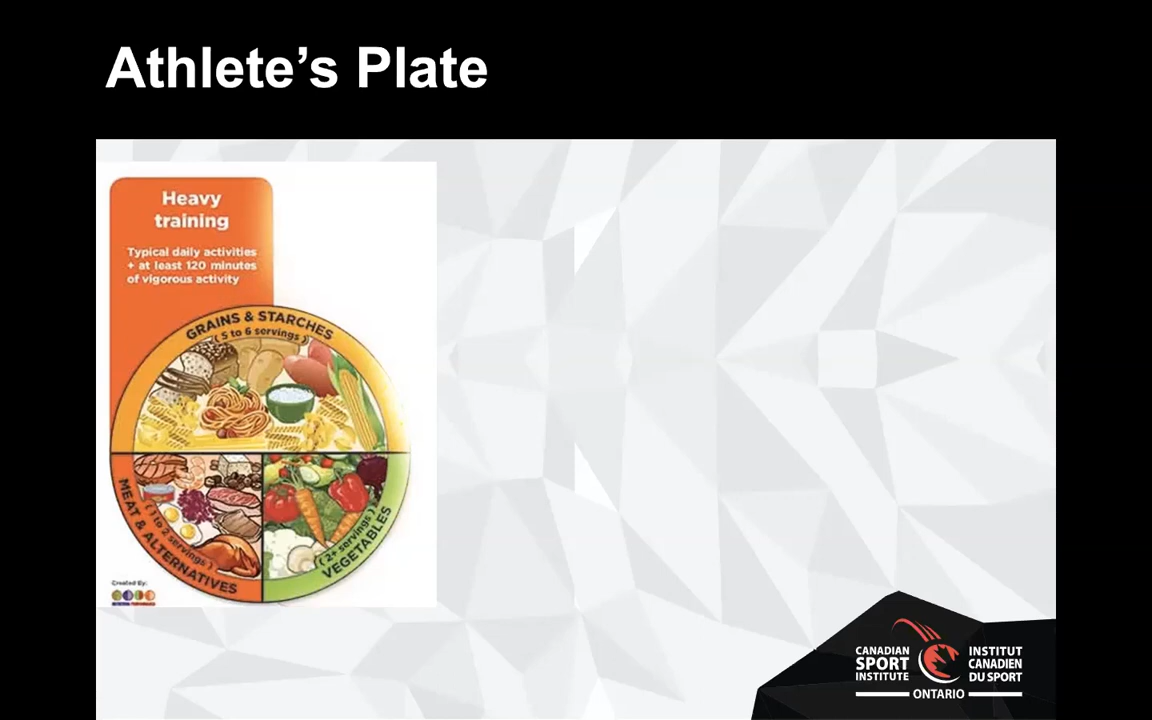 Athlete's Plate
Heavy
training
Typical daily activities
+ at least 120 minutes
of vigorous activity
GRAINS & STARCHES
( 5 to 6 servings )
MEAT & ALTERNATIVES
( 1 to 2 servings )
( 2+ servings )
VEGETABLES
Created By:
CANADIAN
SPORT
INSTITUTE
INSTITUT
CANADIEN
DU SPORT
ONTARIO